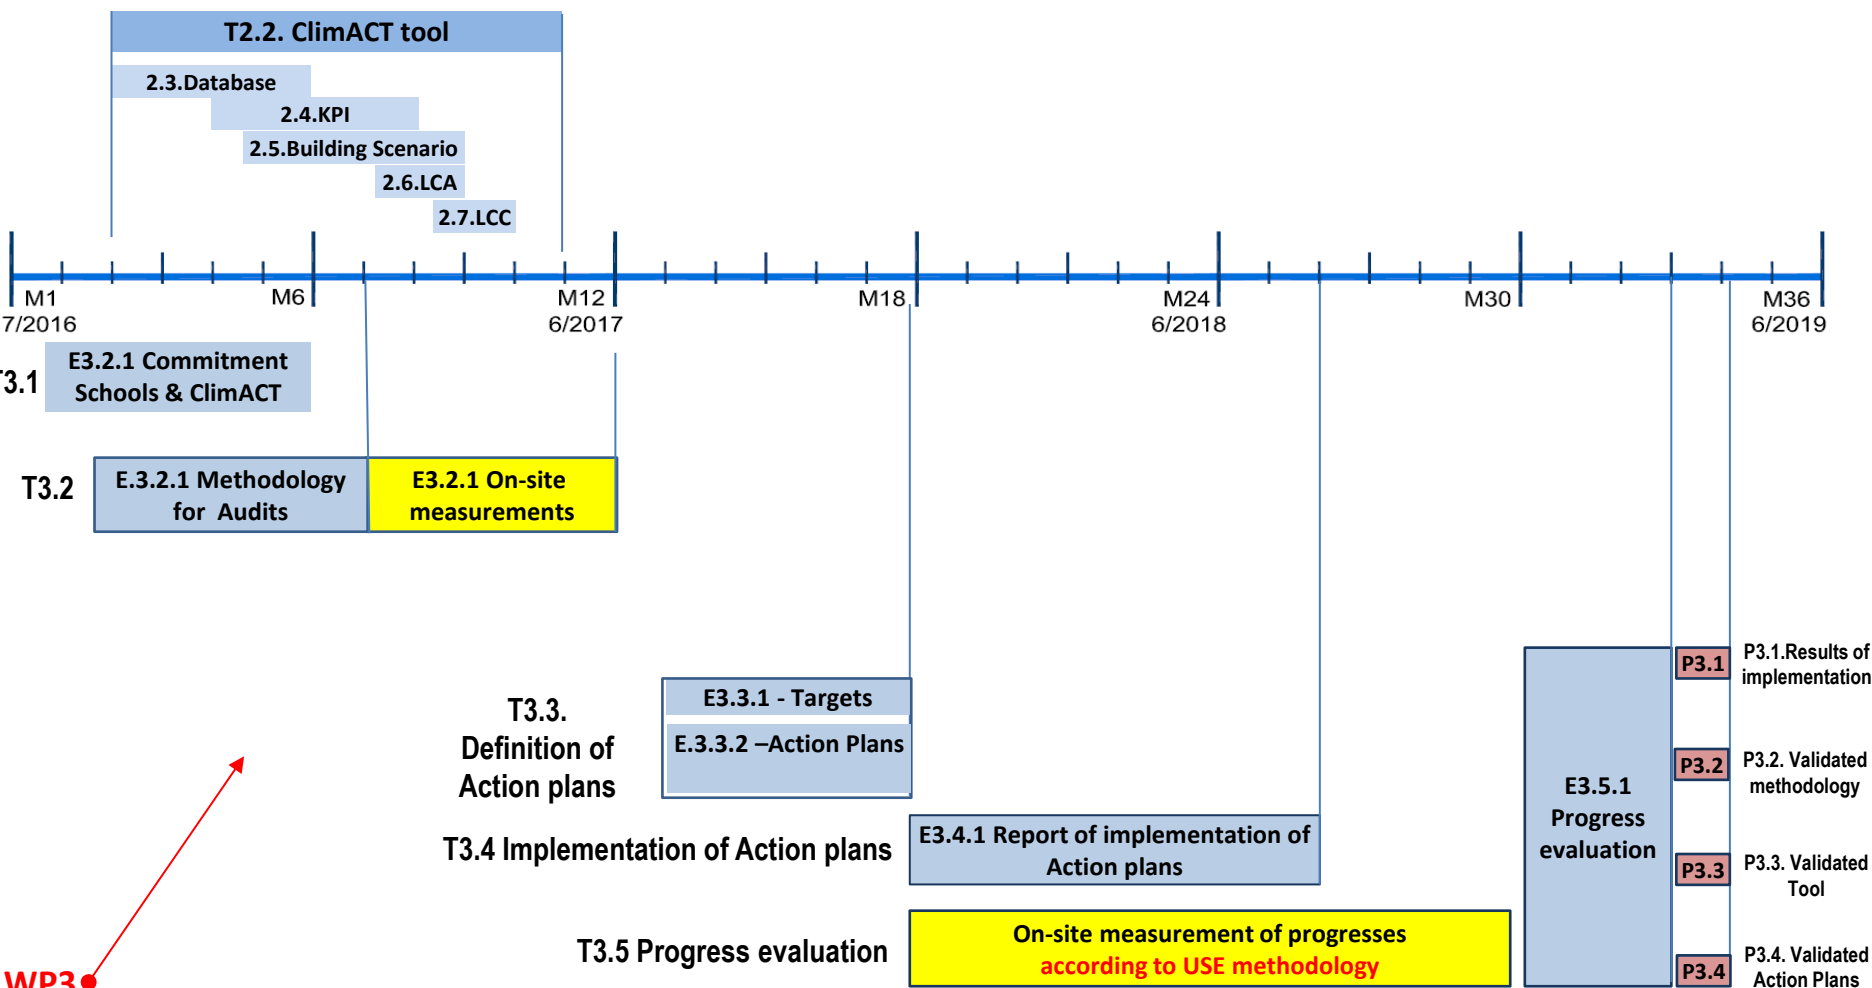 T2.2. ClimACT tool
2.3.Database
2.4.KPI
2.5.Building Scenario
2.6.LCA
2.7.LCC
M1
M6
M12
M18
M24
M30
M36
7/2016
6/2017
6/2018
6/2019
T3.1
E3.2.1 Commitment
Schools & ClimACT
T3.2
E.3.2.1 Methodology
for Audits
E3.2.1 On-site
measurements
T3.3.
Definition of
Action plans
E3.3.1 - Targets
E.3.3.2 –Action Plans
T3.4 Implementation of Action plans
E3.4.1 Report of implementation of
Action plans
T3.5 Progress evaluation
On-site measurement of progresses
according to USE methodology
E3.5.1
Progress
evaluation
P3.1
P3.1.Results of
implementation
P3.2
P3.2. Validated
methodology
P3.3
P3.3. Validated
Tool
P3.4
P3.4. Validated
Action Plans
WP3